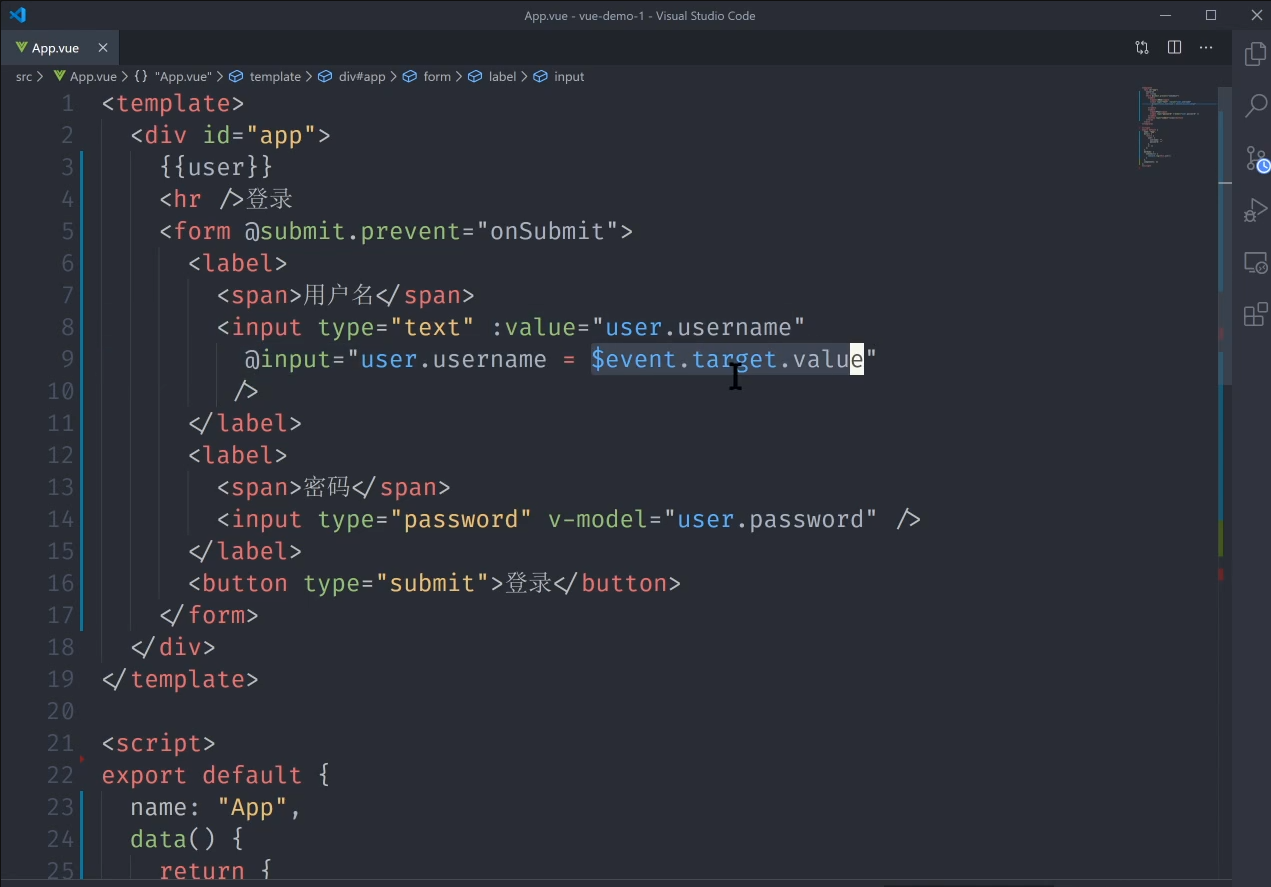 App.vue - vue-demo-1 - Visual Studio Code
App.vue
src > App.vue > {} "App.vue" > template > div#app > form > label > input
1 <template>
2 <div id="app">
3 {{user}}
4 <hr />登录
5 <form @submit.prevent="onSubmit">
6 <label>
7 <span>用户名</span>
8 <input type="text" :value="user.username"
9 @input="user.username = $event.target.value"
10 />
11 </label>
12 <label>
13 <span>密码</span>
14 <input type="password" v-model="user.password" />
15 </label>
16 <button type="submit">登录</button>
17 </form>
18 </div>
19 </template>
20
21 <script>
22 export default {
23 name: "App",
24 data() {
25 return {